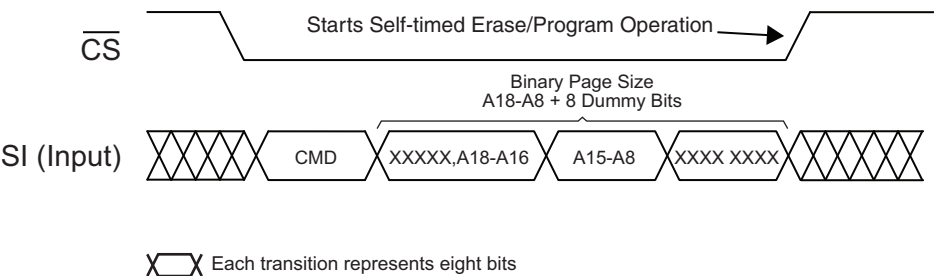 Starts Self-timed Erase/Program Operation
CS
Binary Page Size
A18-A8 + 8 Dummy Bits
SI (Input)
CMD
XXXXX,A18-A16
A15-A8
XXXX XXXX
Each transition represents eight bits